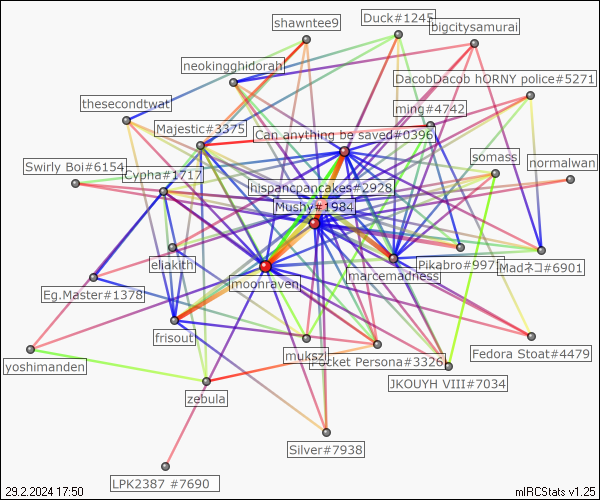 shawntee9
Duck#1245
bigcitysamurai
neokingghidorah
DacobDacob hORNY police#5271
thesecondtwat
ming#4742
Majestic#3375
Can anything be saved#0396
somass
normalwan
Swirly Boi#6154
Cypha#1717
hispancpancakes#2928
Mushy#1984
eliakith
Pikabro#997
Madネコ#6901
moonraven
marcemadness
Eg.Master#1378
frisout
mukszi
Pocket Persona#3326
Fedora Stoat#4479
yoshimanden
JKOUYH VIII#7034
zebula
Silver#7938
LPK2387 #7690
29.2.2024 17:50
mIRCStats v1.25